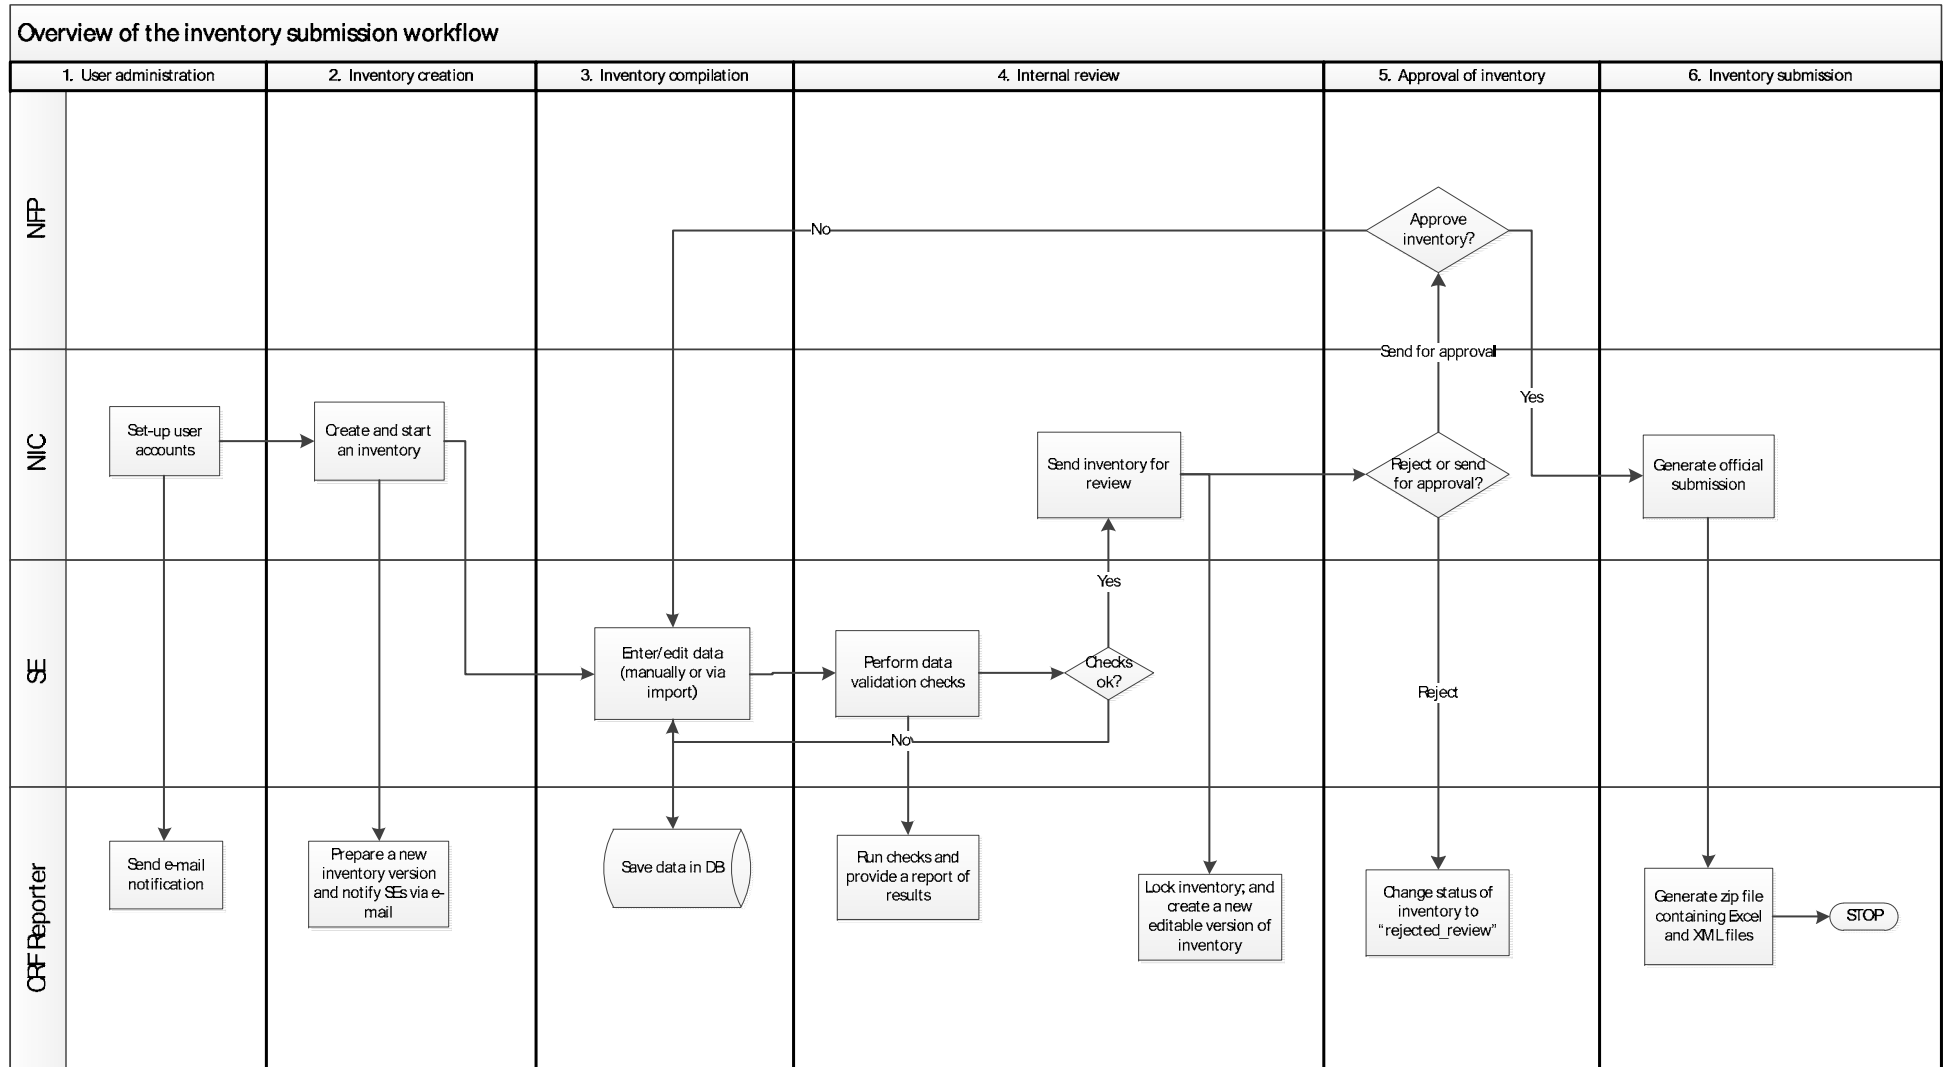 Overview of the inventory submission workflow
1. User administration
2. Inventory creation
3. Inventory compilation
4. Internal review
5. Approval of inventory
6. Inventory submission
NFP
Approve
inventory?
No
Send for approval
Yes
NIC
Set-up user
accounts
Create and start
an inventory
Send inventory for
review
Reject or send
for approval?
Generate official
submission
Yes
SE
Enter/edit data
(manually or via
import)
Perform data
validation checks
Checks
ok?
No
Reject
CRF Reporter
Send e-mail
notification
Prepare a new
inventory version
and notify SEs via e-
mail
Save data in DB
Run checks and
provide a report of
results
Lock inventory; and
create a new
editable version of
inventory
Change status of
inventory to
“rejected_review”
Generate zip file
containing Excel
and XML files
STOP